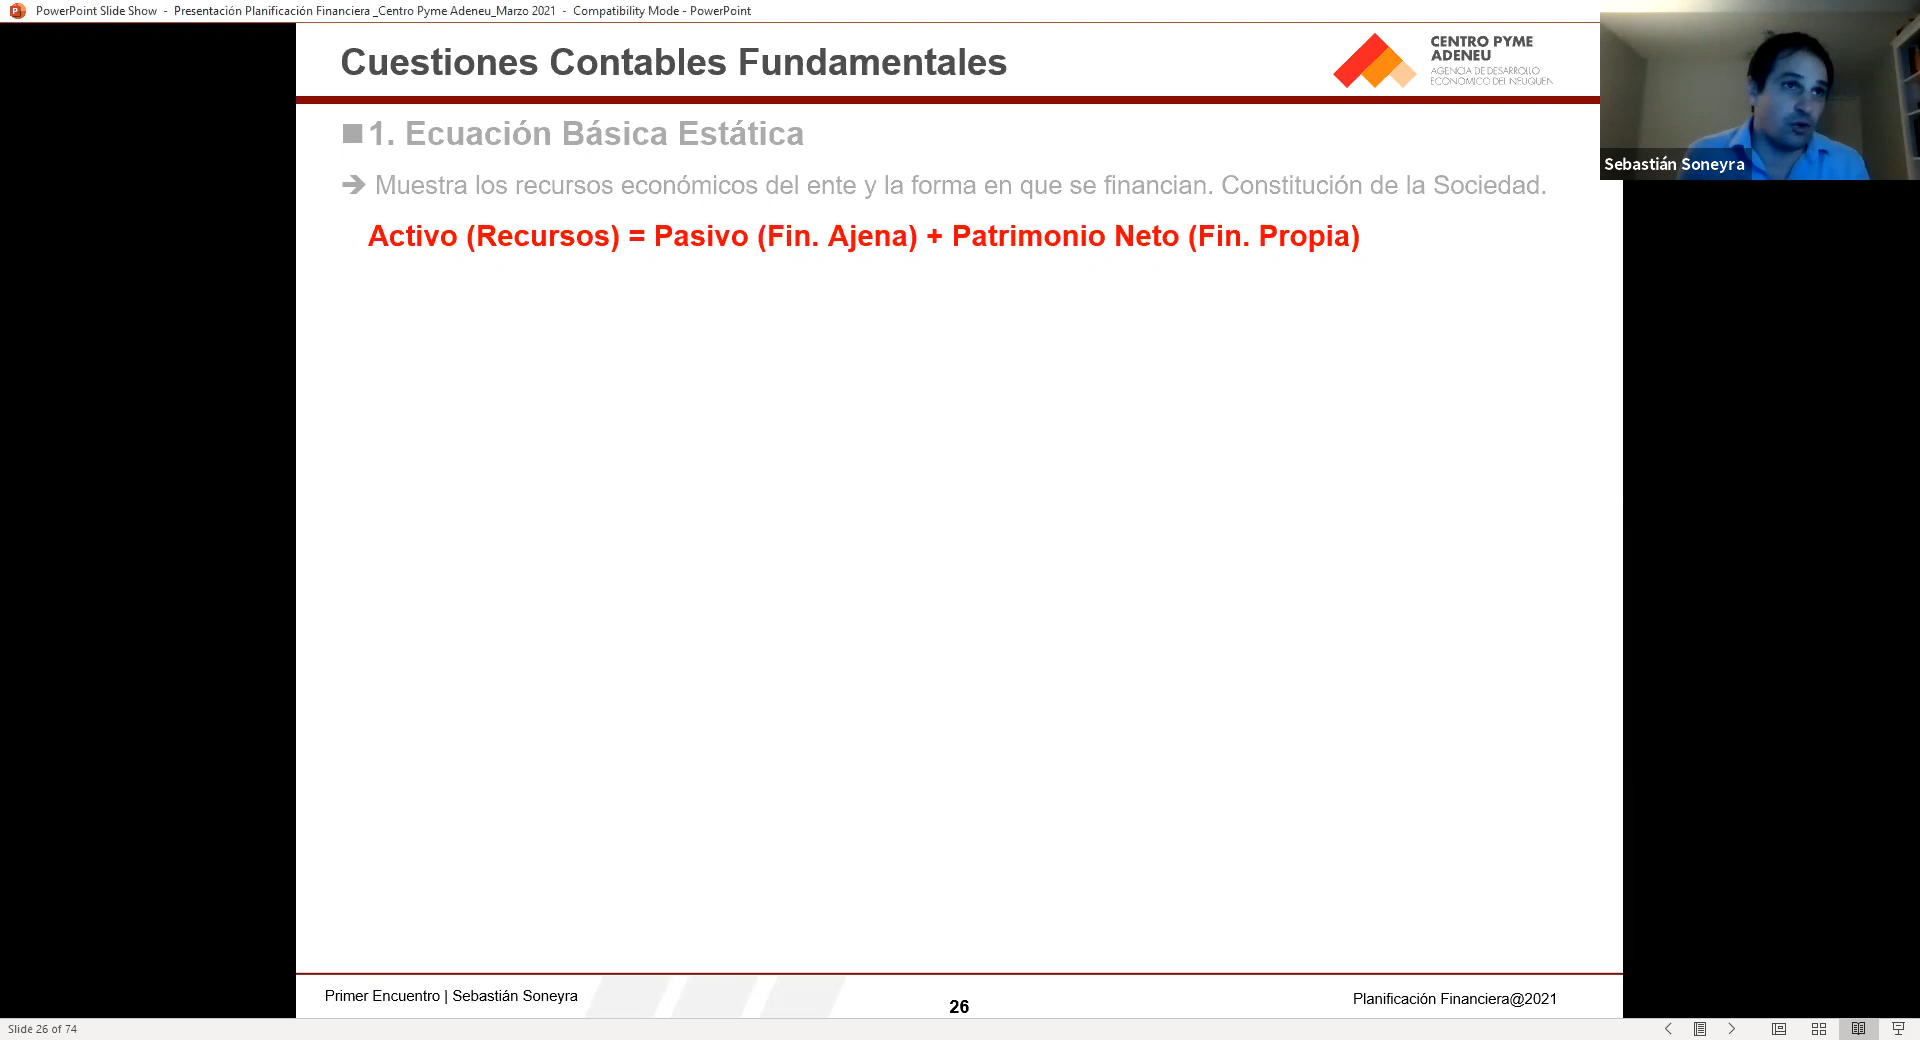 PowerPoint Slide Show - Presentación Planificación Financiera _Centro Pyme Adeneu_Marzo 2021 - Compatibility Mode - PowerPoint
Cuestiones Contables Fundamentales
CENTRO PYME
ADENEU
AGENCIA DE DESARROLLO
ECONOMICO DEL NEUQUEN
Sebastián Soneyra
1. Ecuación Básica Estática
➔ Muestra los recursos económicos del ente y la forma en que se financian. Constitución de la Sociedad.
Activo (Recursos) = Pasivo (Fin. Ajena) + Patrimonio Neto (Fin. Propia)
Primer Encuentro | Sebastián Soneyra
26
Planificación Financiera@2021
Slide 26 of 74